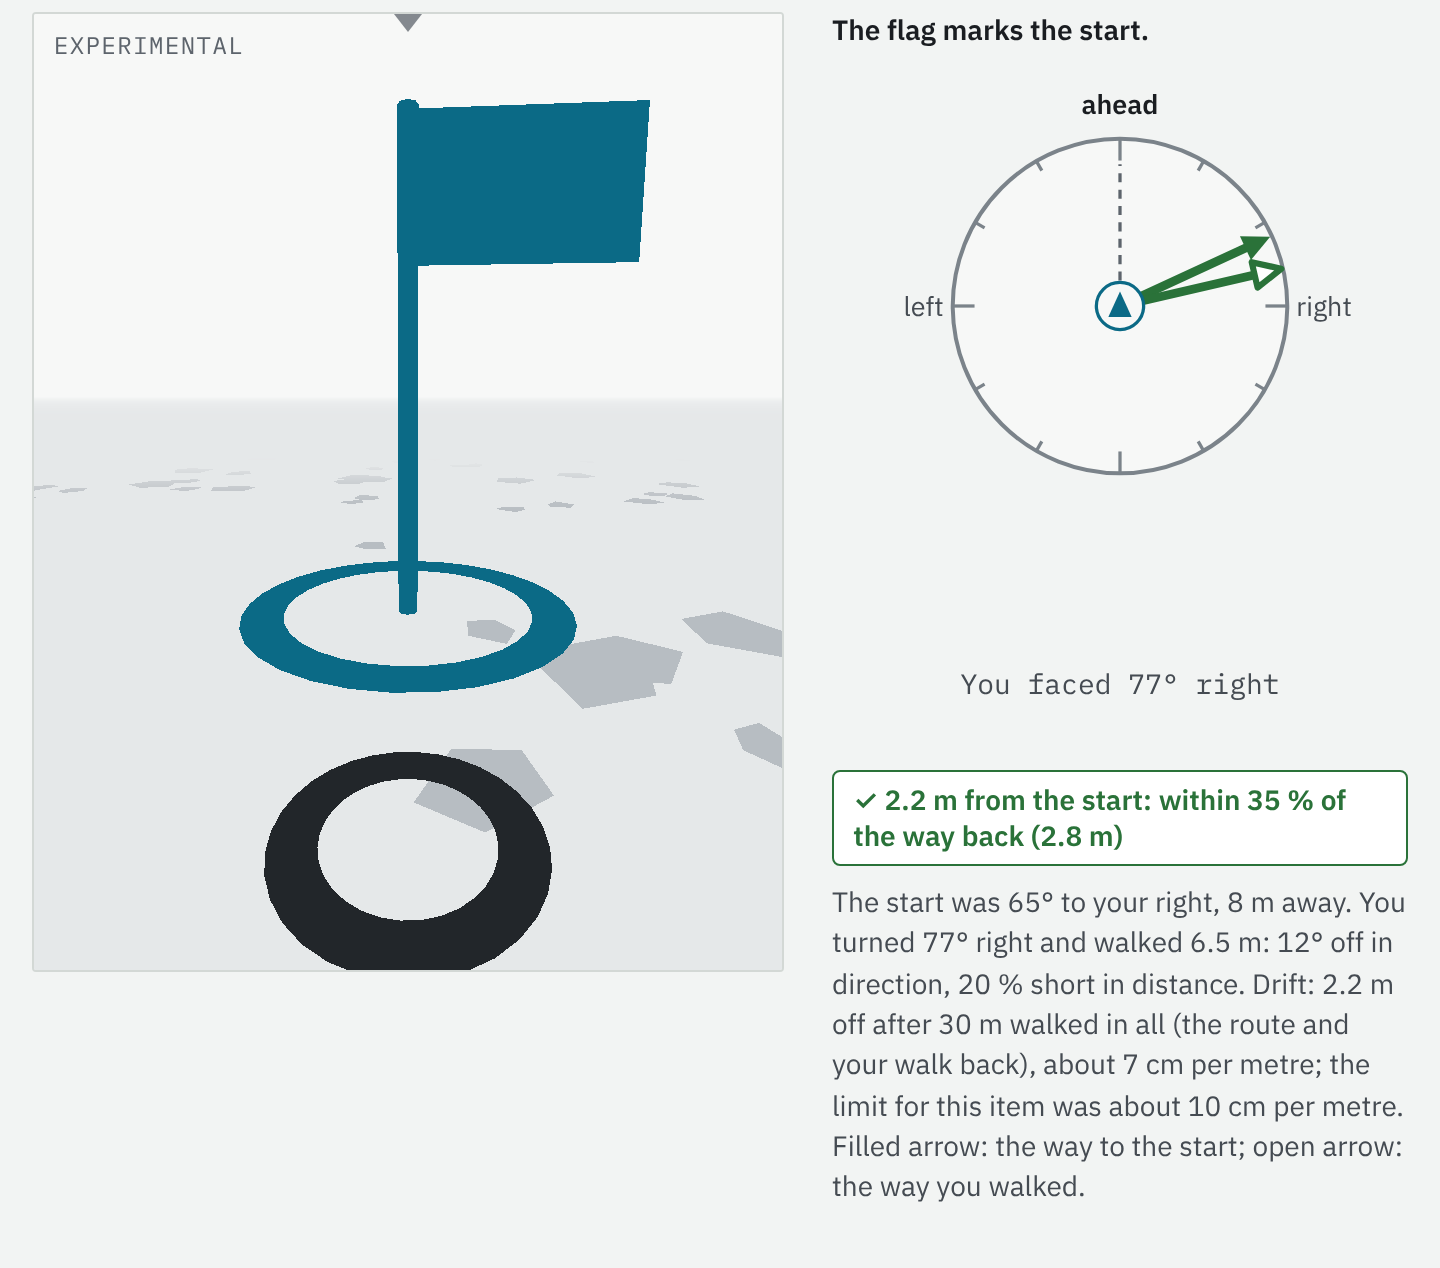 EXPERIMENTAL
The flag marks the start.
ahead
left
right
You faced 77° right
✓ 2.2 m from the start: within 35 % of
the way back (2.8 m)
The start was 65° to your right, 8 m away. You
turned 77° right and walked 6.5 m: 12° off in
direction, 20 % short in distance. Drift: 2.2 m
off after 30 m walked in all (the route and
your walk back), about 7 cm per metre; the
limit for this item was about 10 cm per metre.
Filled arrow: the way to the start; open arrow:
the way you walked.